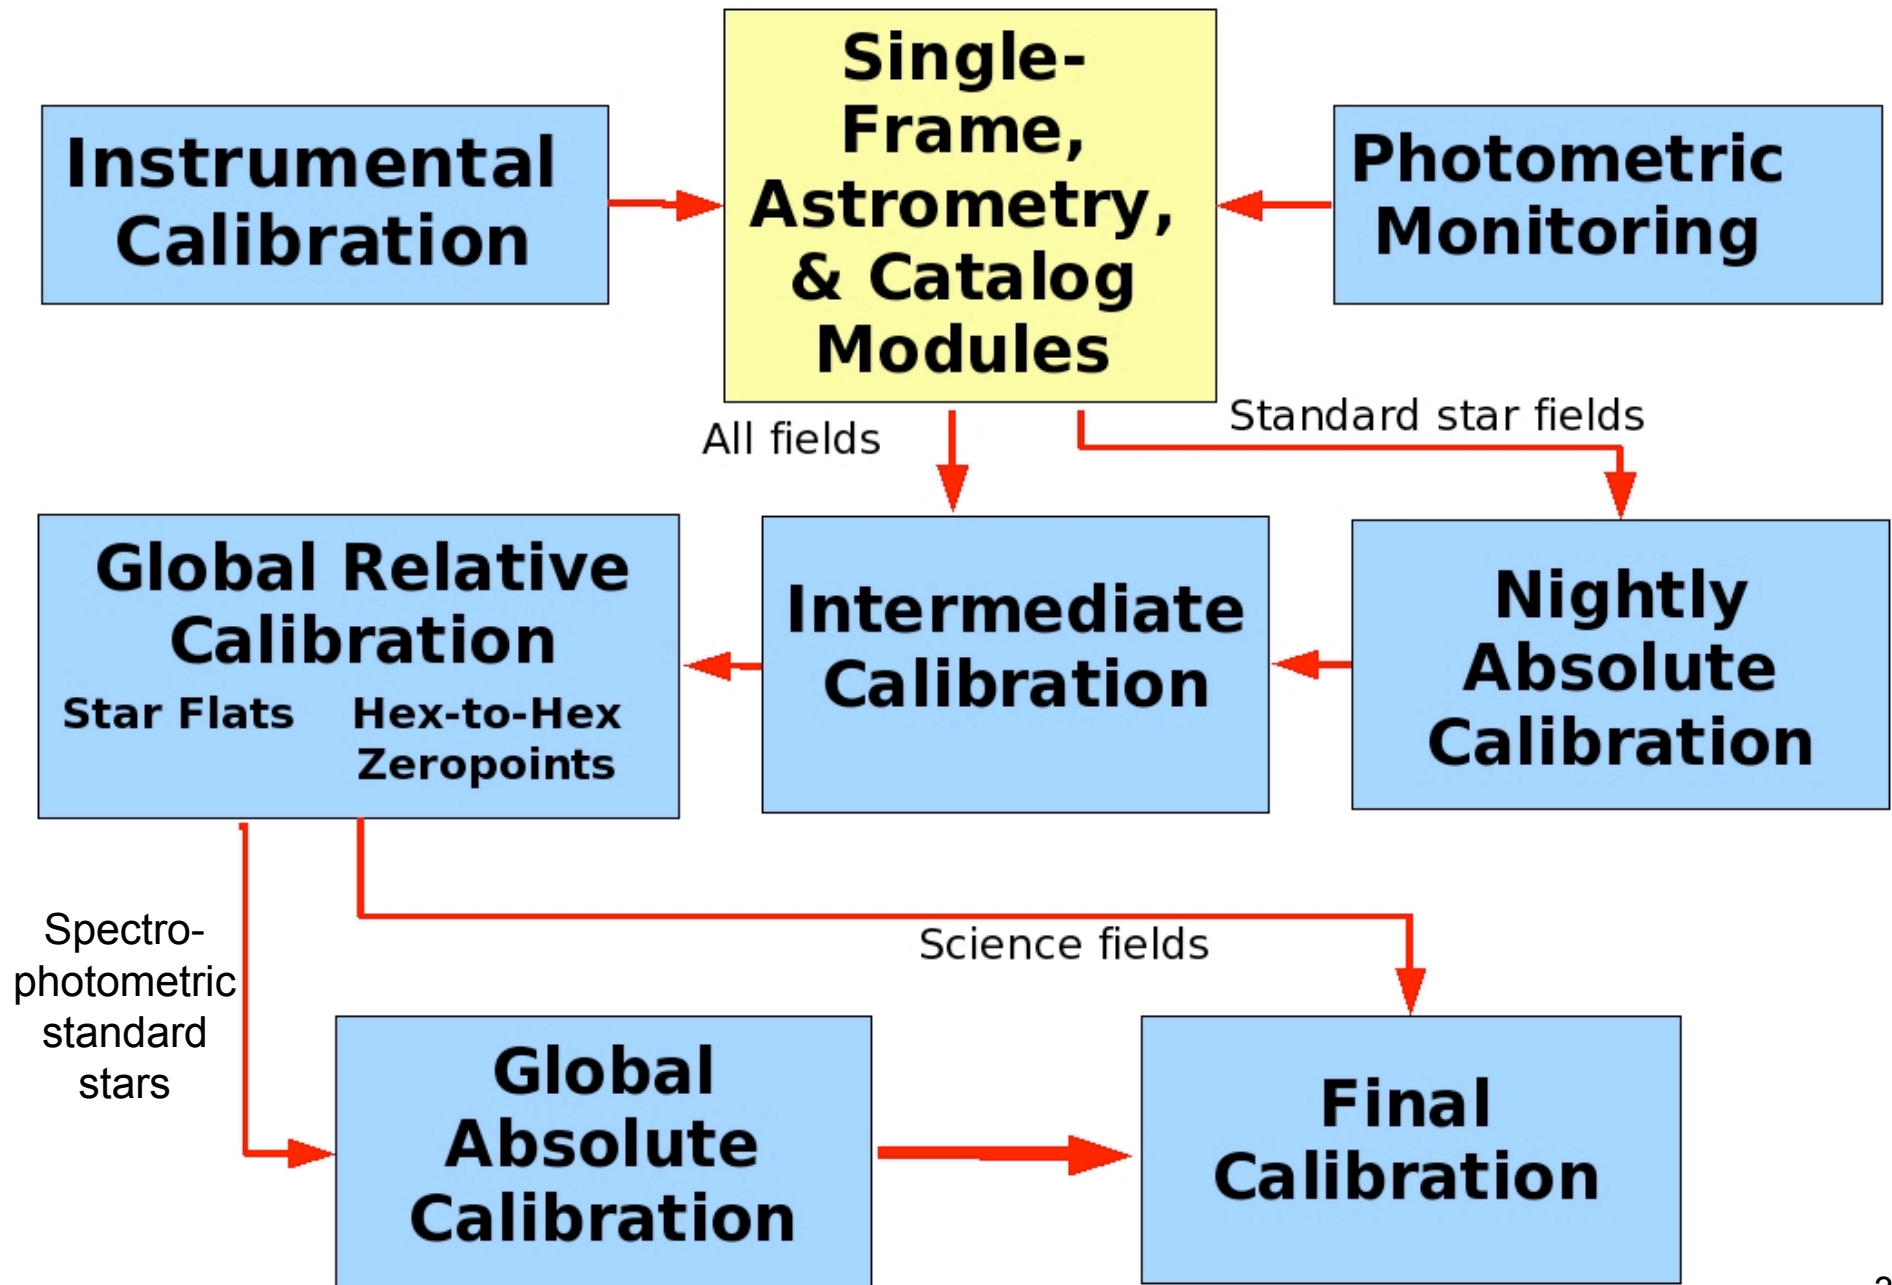 Instrumental
Calibration
Single-
Frame,
Astrometry,
& Catalog
Modules
Photometric
Monitoring
All fields
Standard star fields
Global Relative
Calibration
Star Flats
Hex-to-Hex
Zeropoints
Intermediate
Calibration
Nightly
Absolute
Calibration
Spectro-
photometric
standard
stars
Science fields
Global
Absolute
Calibration
Final
Calibration